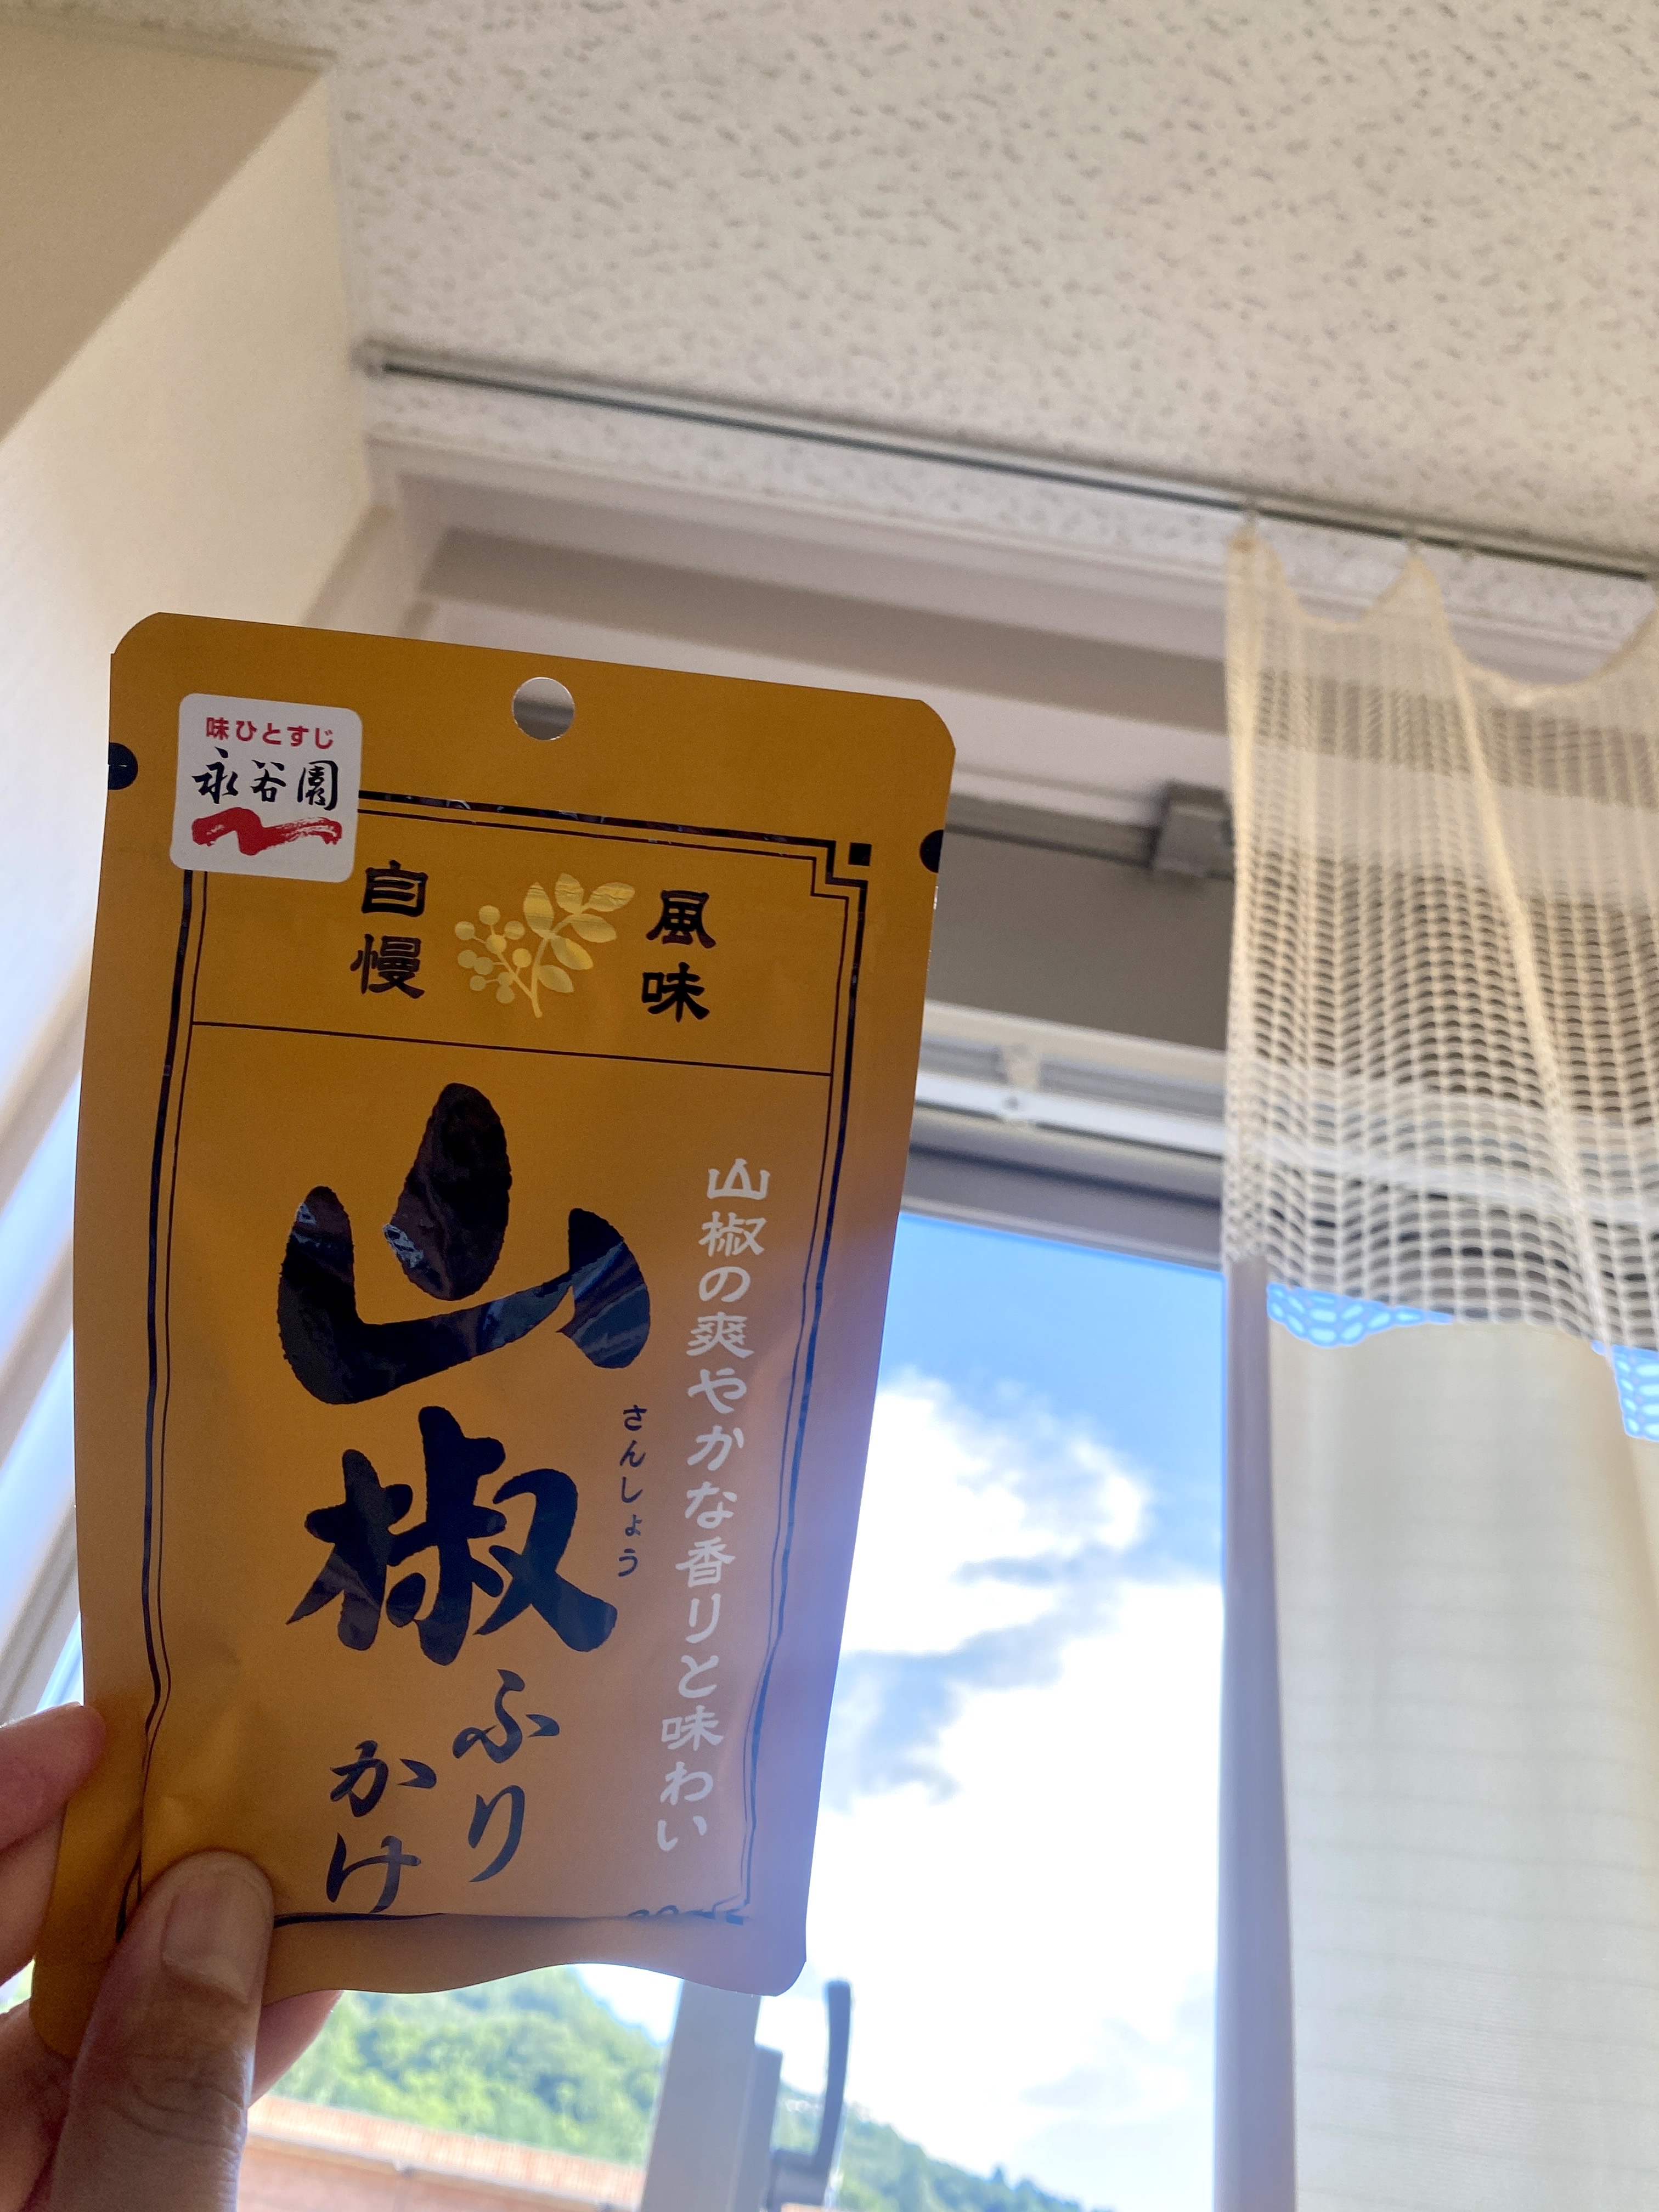 味ひとすじ
永谷園
風味
自慢
山椒の爽やかな香りと味わい
山椒
さんしょう
ふり
かけ